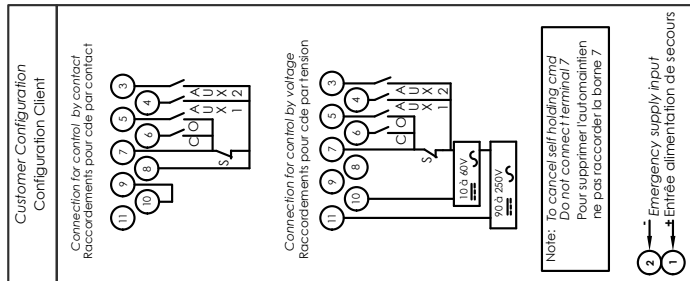 Customer Configuration
Configuration Client
Connection for control by contact
Raccordements pour cde par contact
11 10 9 8 7 6 5 4 3
S C O A A
U U
X X
1 2
Connection for control by voltage
Raccordements pour cde par tension
11 10 9 8 7 6 5 4 3
S C O A A
U U
X X
1 2
10 à 60V
90 à 250V
Note: To cancel self holding cmd
Do not connect terminal 7
Pour supprimer l'automaintien
ne pas raccorder la borne 7
2 - Emergency supply input
1 ± Entrée alimentation de secours